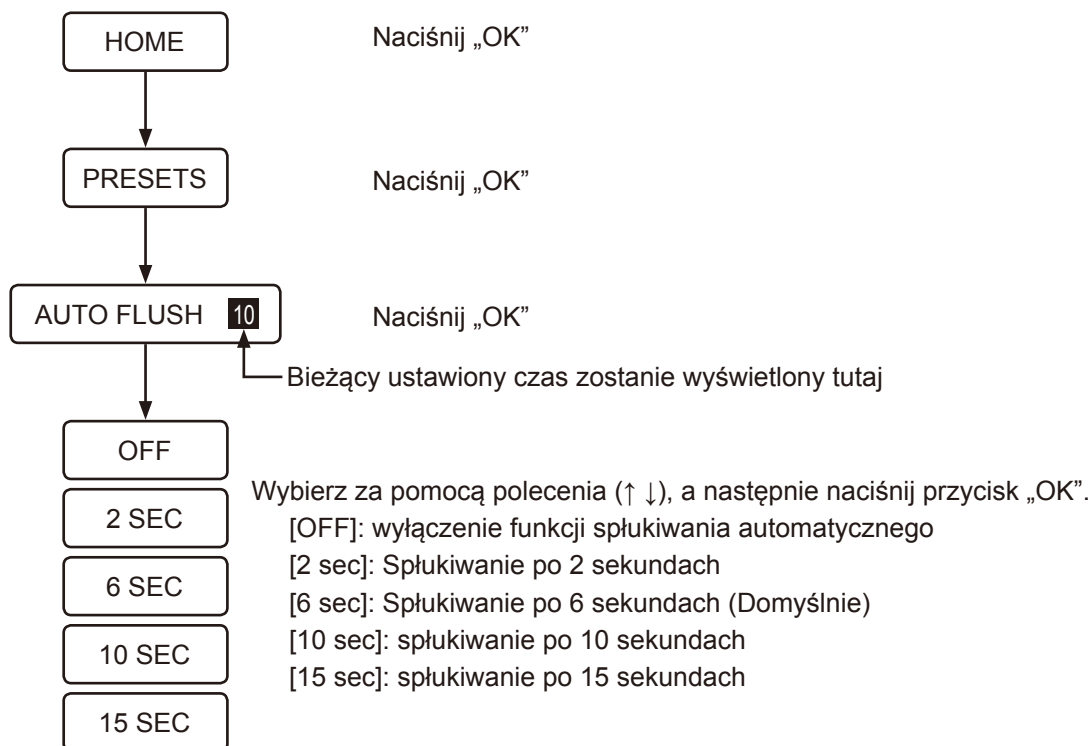 HOME Naciśnij „OK”
PRESETS Naciśnij „OK”
AUTO FLUSH 10 Naciśnij „OK”
Bieżący ustawiony czas zostanie wyświetlony tutaj
OFF
Wybierz za pomocą polecenia (↑ ↓), a następnie naciśnij przycisk „OK”.
2 SEC
[OFF]: wyłączenie funkcji spłukiwania automatycznego
[2 sec]: Spłukiwanie po 2 sekundach
6 SEC
[6 sec]: Spłukiwanie po 6 sekundach (Domyślnie)
[10 sec]: spłukiwanie po 10 sekundach
10 SEC
[15 sec]: spłukiwanie po 15 sekundach
15 SEC